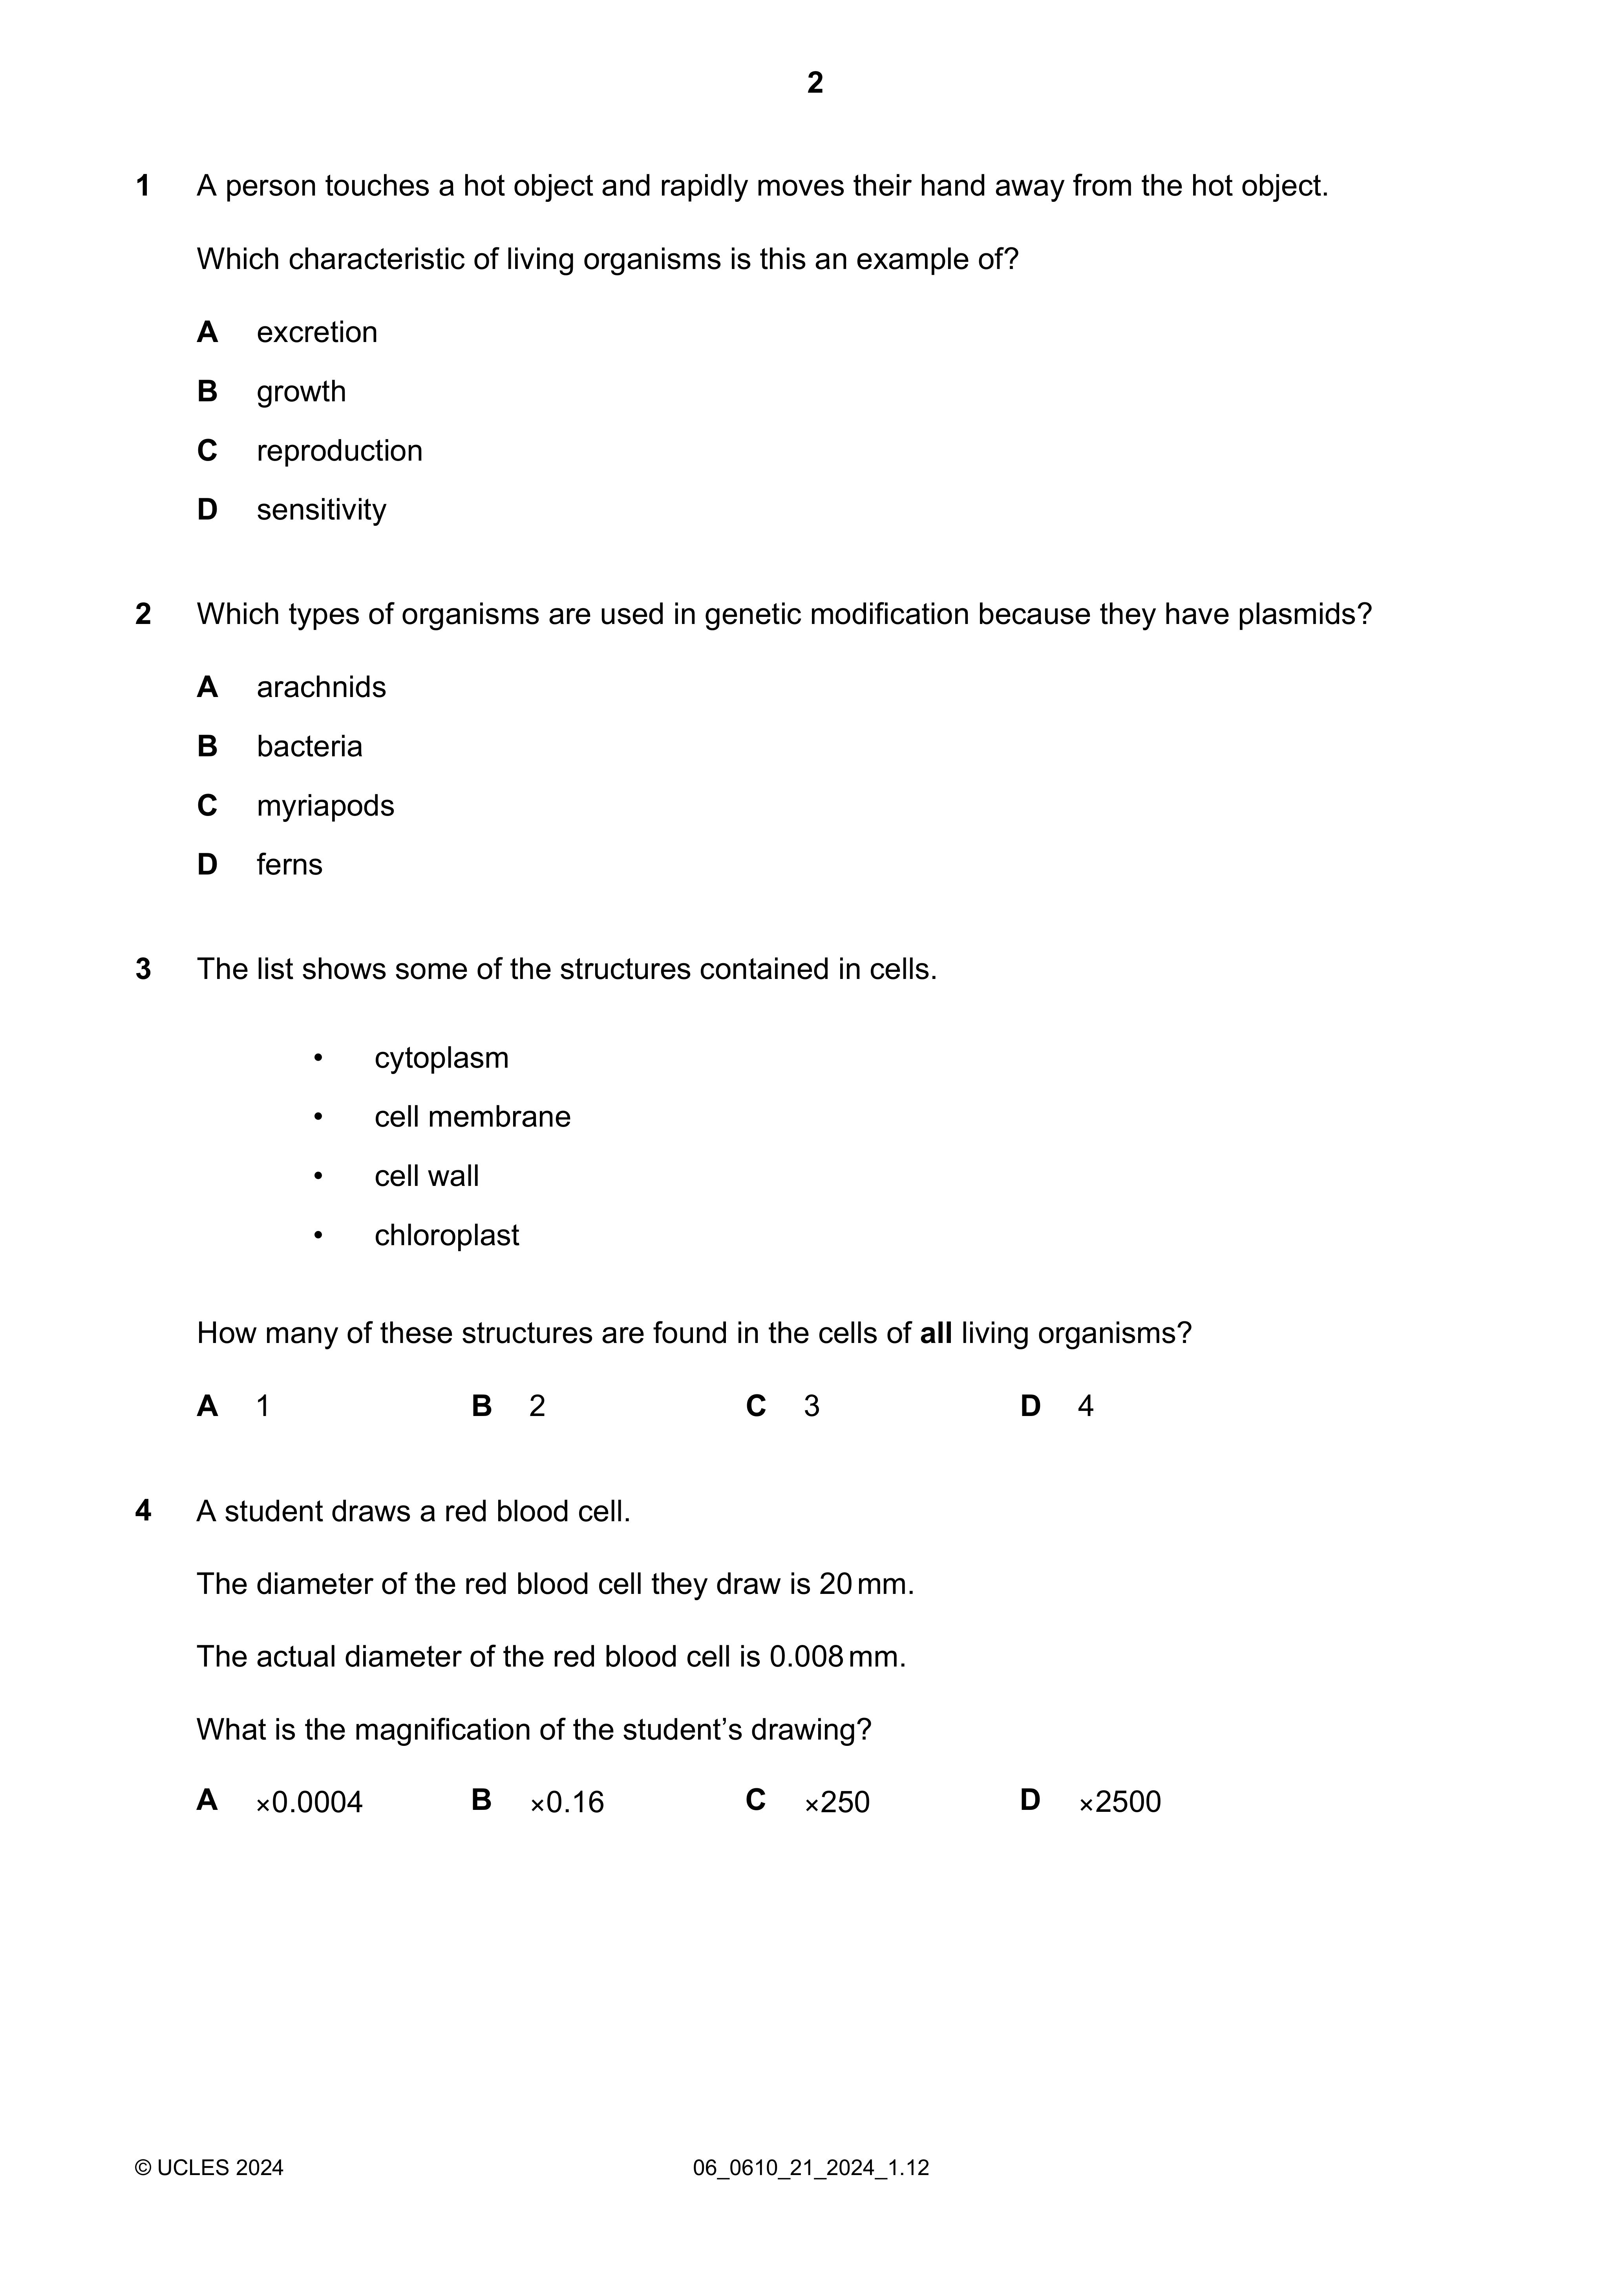 2
1 A person touches a hot object and rapidly moves their hand away from the hot object.
Which characteristic of living organisms is this an example of?
A excretion
B growth
C reproduction
D sensitivity
2 Which types of organisms are used in genetic modification because they have plasmids?
A arachnids
B bacteria
C myriapods
D ferns
3 The list shows some of the structures contained in cells.
• cytoplasm
• cell membrane
• cell wall
• chloroplast
How many of these structures are found in the cells of all living organisms?
A 1 B 2 C 3 D 4
4 A student draws a red blood cell.
The diameter of the red blood cell they draw is 20 mm.
The actual diameter of the red blood cell is 0.008 mm.
What is the magnification of the student’s drawing?
A ×0.0004 B ×0.16 C ×250 D ×2500
© UCLES 2024 06_0610_21_2024_1.12